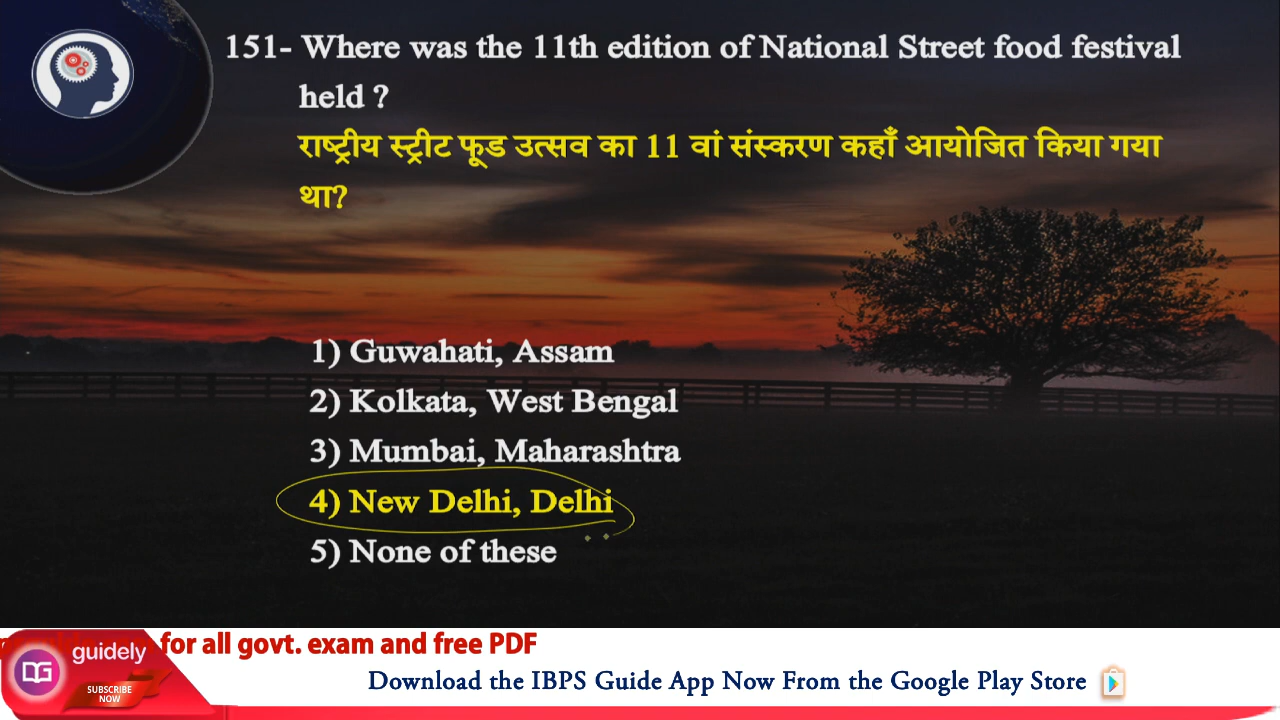 151- Where was the 11th edition of National Street food festival
held ?
राष्ट्रीय स्ट्रीट फूड उत्सव का 11 वां संस्करण कहाँ आयोजित किया गया
था?
1) Guwahati, Assam
2) Kolkata, West Bengal
3) Mumbai, Maharashtra
4) New Delhi, Delhi
5) None of these
for all govt. exam and free PDF
guidely
SUBSCRIBE
NOW
Download the IBPS Guide App Now From the Google Play Store